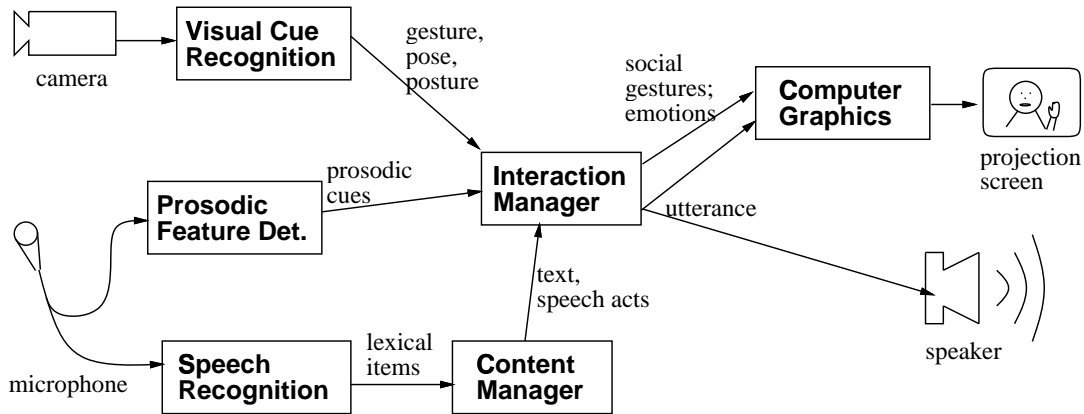 Visual Cue
Recognition
camera
gesture,
pose,
posture
social
gestures;
emotions
Computer
Graphics
projection
screen
Prosodic
Feature Det.
prosodic
cues
Interaction
Manager
utterance
text,
speech acts
speaker
microphone
Speech
Recognition
lexical
items
Content
Manager